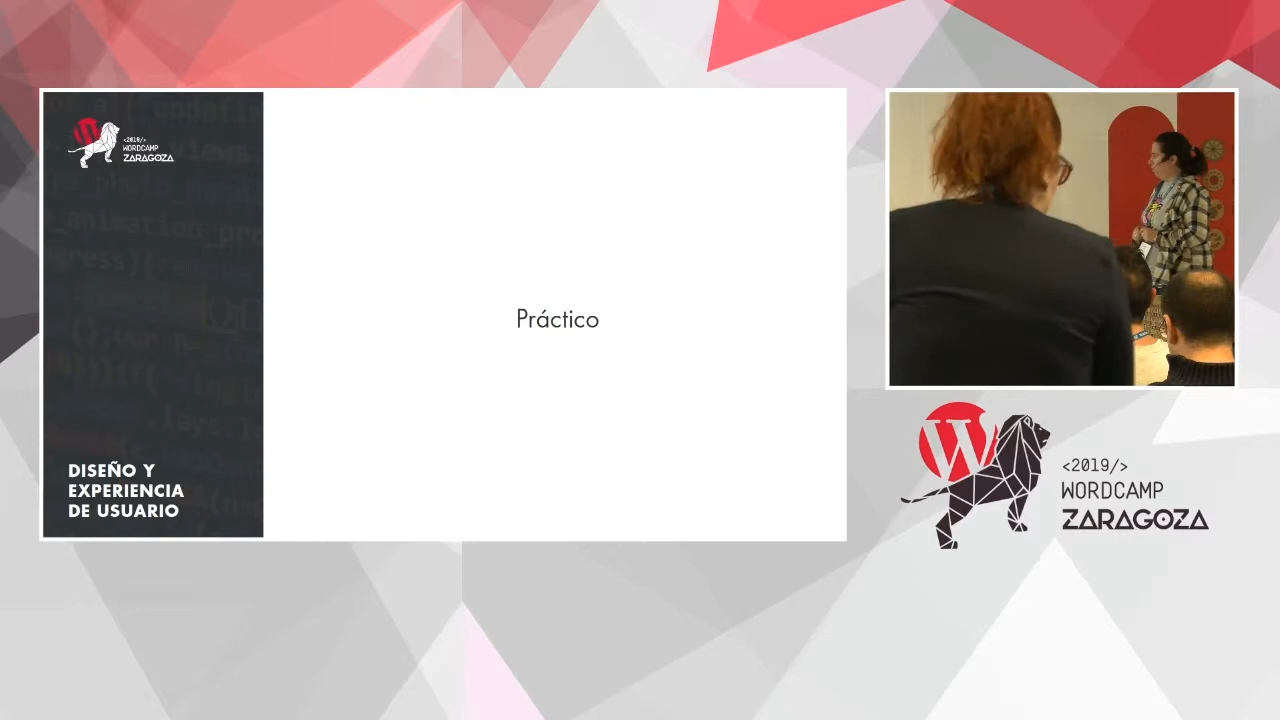 <2019/>
WORDCAMP
ZARAGOZA
Práctico
DISEÑO Y
EXPERIENCIA
DE USUARIO
<2019/>
WORDCAMP
ZARAGOZA